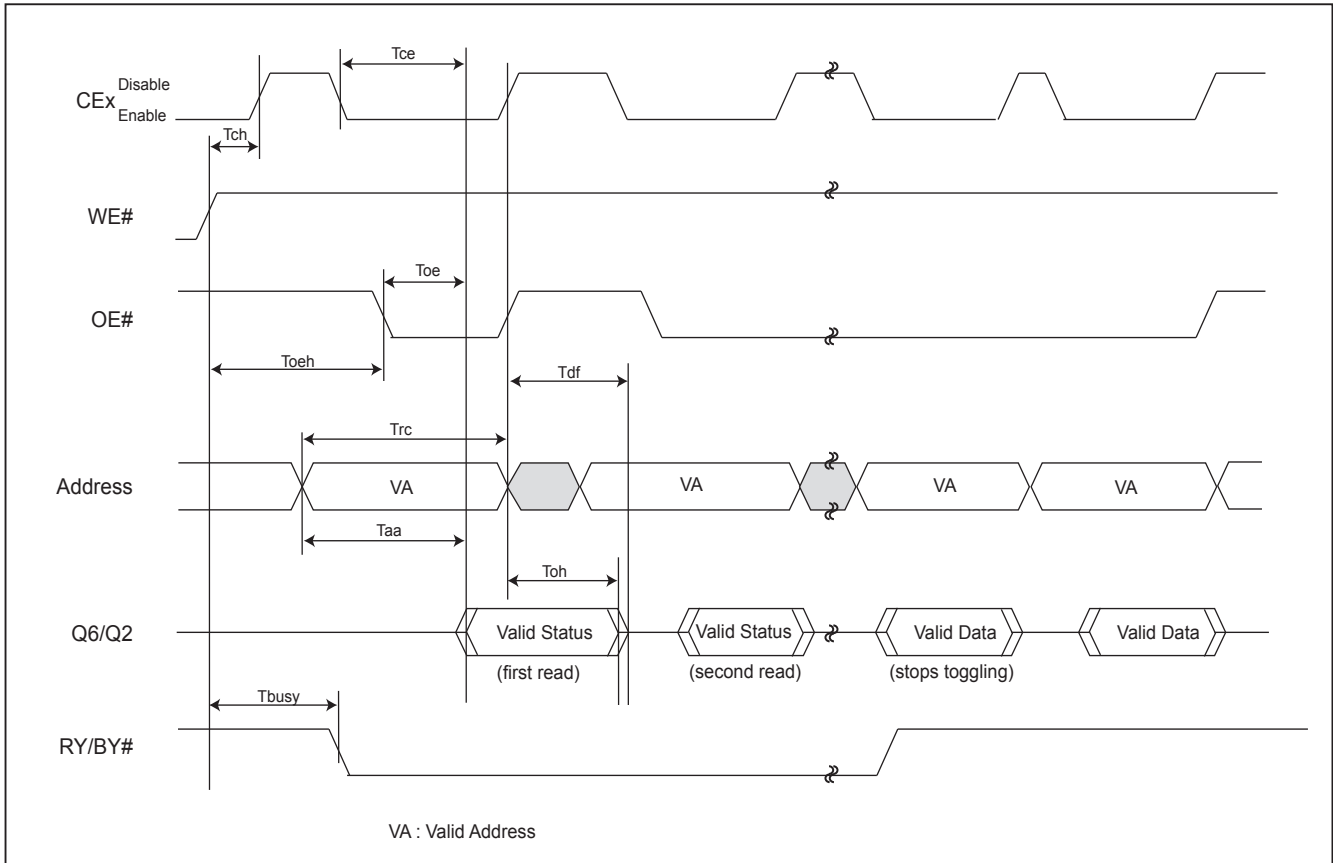 Tce
CEx
Disable
Enable
Tch
WE#
Toe
OE#
Toeh
Tdf
Trc
Address
VA
VA
VA
VA
Taa
Toh
Q6/Q2
Valid Status
Valid Status
Valid Data
Valid Data
(first read)
(second read)
(stops toggling)
Tbusy
RY/BY#
VA : Valid Address